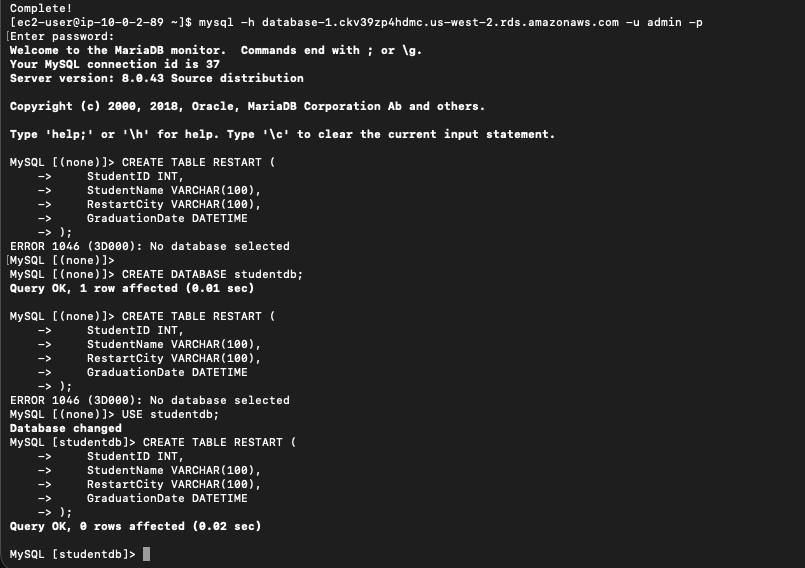 Complete!
[ec2-user@ip-10-0-2-89 ~]$ mysql -h database-1.ckv39zp4hdmc.us-west-2.rds.amazonaws.com -u admin -p
[Enter password:
Welcome to the MariaDB monitor.  Commands end with ; or \g.
Your MySQL connection id is 37
Server version: 8.0.43 Source distribution
Copyright (c) 2000, 2018, Oracle, MariaDB Corporation Ab and others.
Type 'help;' or '\h' for help. Type '\c' to clear the current input statement.
MySQL [(none)]> CREATE TABLE RESTART (
    ->     StudentID INT,
    ->     StudentName VARCHAR(100),
    ->     RestartCity VARCHAR(100),
    ->     GraduationDate DATETIME
    -> );
ERROR 1046 (3D000): No database selected
[MySQL [(none)]>
MySQL [(none)]> CREATE DATABASE studentdb;
Query OK, 1 row affected (0.01 sec)
MySQL [(none)]> CREATE TABLE RESTART (
    ->     StudentID INT,
    ->     StudentName VARCHAR(100),
    ->     RestartCity VARCHAR(100),
    ->     GraduationDate DATETIME
    -> );
ERROR 1046 (3D000): No database selected
MySQL [(none)]> USE studentdb;
Database changed
MySQL [studentdb]> CREATE TABLE RESTART (
    ->     StudentID INT,
    ->     StudentName VARCHAR(100),
    ->     RestartCity VARCHAR(100),
    ->     GraduationDate DATETIME
    -> );
Query OK, 0 rows affected (0.02 sec)
MySQL [studentdb]>